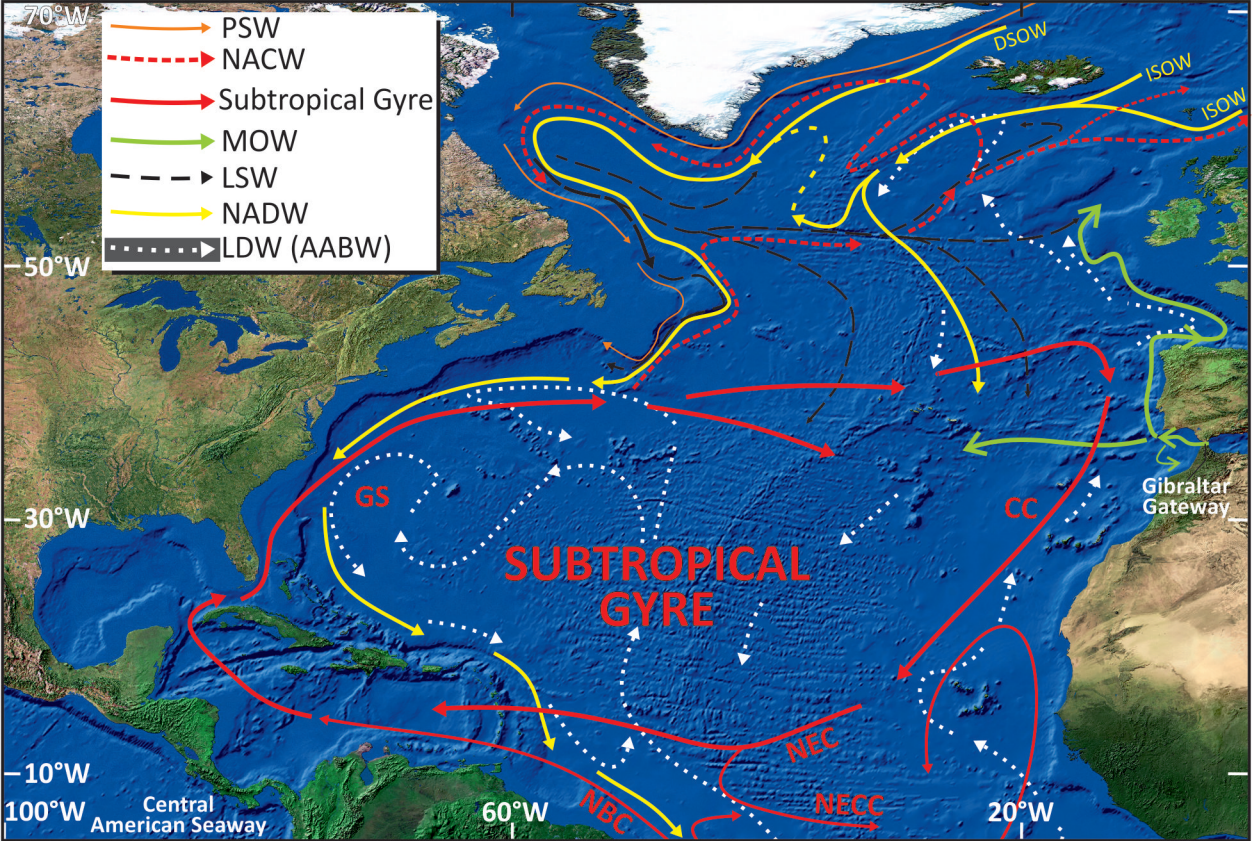 70°W
PSW
NACW
Subtropical Gyre
MOW
LSW
NADW
LDW (AABW)
DSOW
ISOW
ISOW
50°W
GS
30°W
CC
Gibraltar
Gateway
SUBTROPICAL
GYRE
NEC
10°W
100°W
Central
American Seaway
60°W
NBC
NECC
20°W